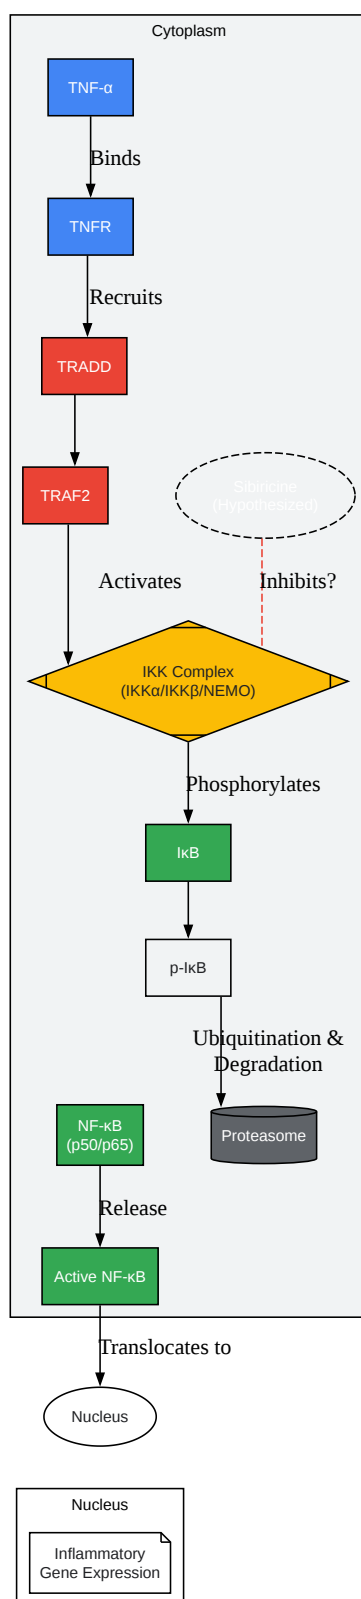 Cytoplasm
TNF-α
Binds
TNFR
Recruits
TRADD
TRAF2
Sibiricine
(Hypothesized)
Activates
Inhibits?
IKK Complex
(IKKα/IKKβ/NEMO)
Phosphorylates
IκB
p-IκB
Ubiquitination &
Degradation
NF-κB
(p50/p65)
Proteasome
Release
Active NF-κB
Translocates to
Nucleus
Nucleus
Inflammatory
Gene Expression